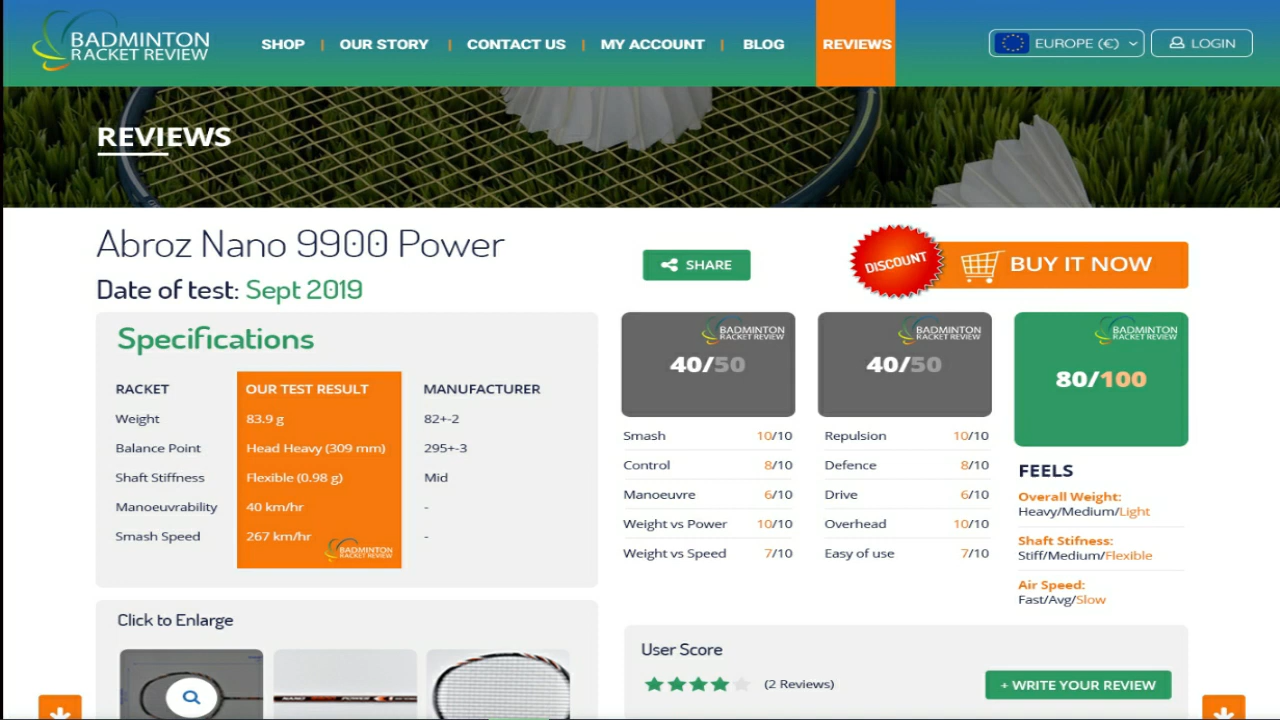 BADMINTON
RACKET REVIEW
SHOP | OUR STORY | CONTACT US | MY ACCOUNT | BLOG | REVIEWS
EUROPE (€)
LOGIN
REVIEWS
Abroz Nano 9900 Power
Date of test: Sept 2019
SHARE
DISCOUNT
BUY IT NOW
Specifications
RACKET OUR TEST RESULT MANUFACTURER
Weight 83.9 g 82+-2
Balance Point Head Heavy (309 mm) 295+-3
Shaft Stiffness Flexible (0.98 g) Mid
Manoeuvrability 40 km/hr -
Smash Speed 267 km/hr -
BADMINTON
RACKET REVIEW
BADMINTON
RACKET REVIEW
40/50
Smash 10/10
Control 8/10
Manoeuvre 6/10
Weight vs Power 10/10
Weight vs Speed 7/10
BADMINTON
RACKET REVIEW
40/50
Repulsion 10/10
Defence 8/10
Drive 6/10
Overhead 10/10
Easy of use 7/10
BADMINTON
RACKET REVIEW
80/100
FEELS
Overall Weight:
Heavy/Medium/Light
Shaft Stifness:
Stiff/Medium/Flexible
Air Speed:
Fast/Avg/Slow
Click to Enlarge
NANO POWER
User Score
(2 Reviews)
+ WRITE YOUR REVIEW